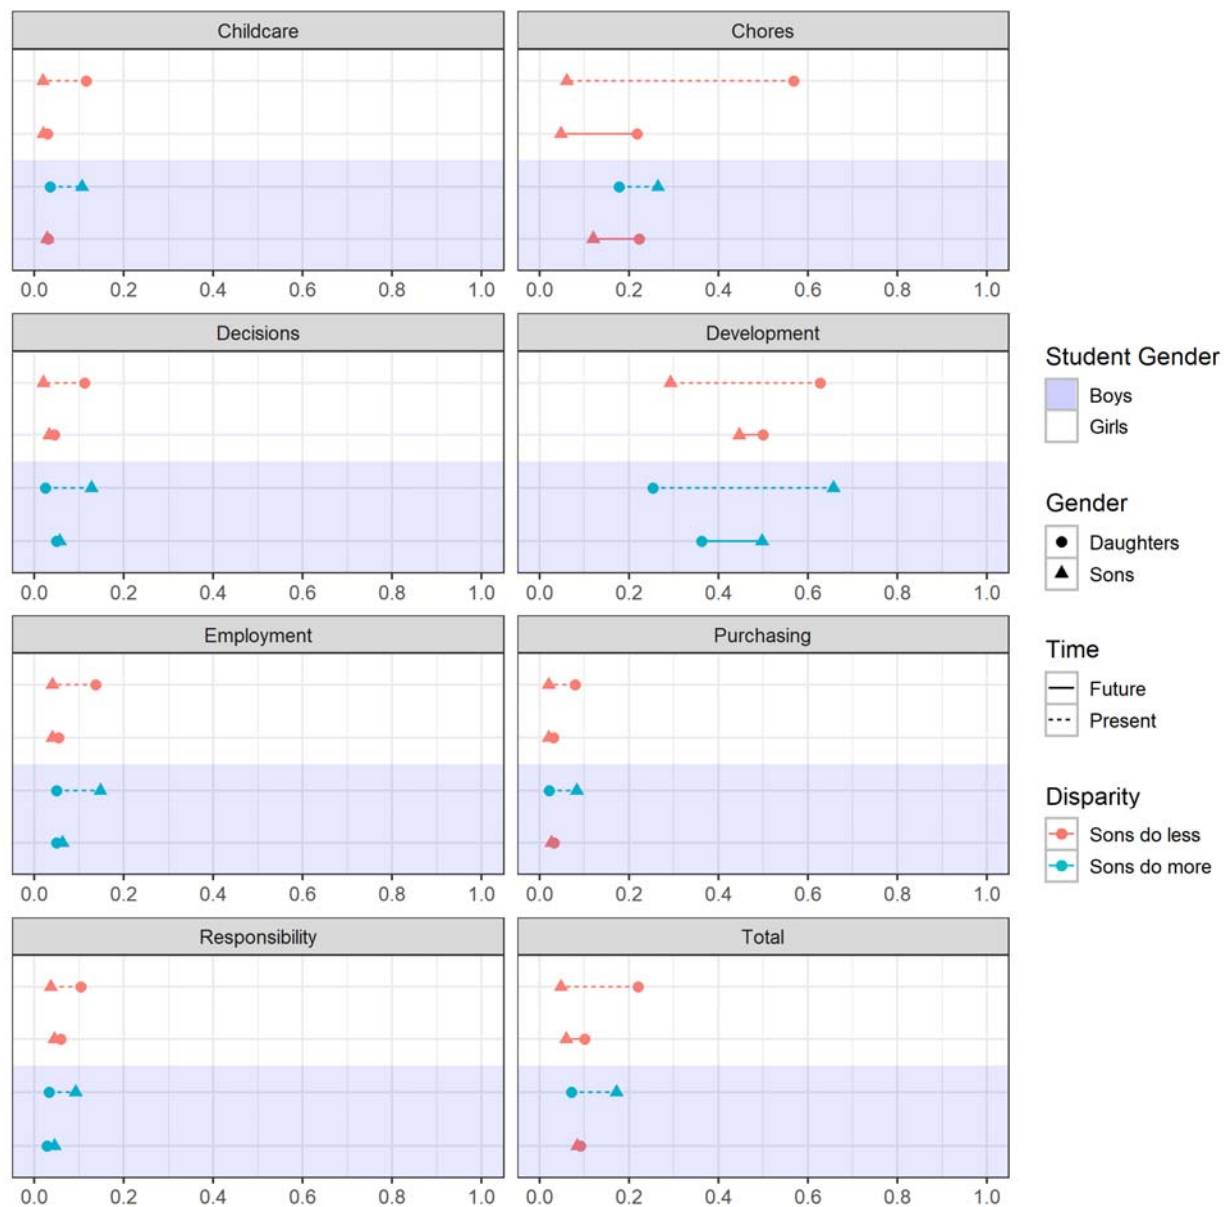 Childcare
Chores
0.0 0.2 0.4 0.6 0.8 1.0
0.0 0.2 0.4 0.6 0.8 1.0
Decisions
Development
0.0 0.2 0.4 0.6 0.8 1.0
0.0 0.2 0.4 0.6 0.8 1.0
Employment
Purchasing
0.0 0.2 0.4 0.6 0.8 1.0
0.0 0.2 0.4 0.6 0.8 1.0
Responsibility
Total
0.0 0.2 0.4 0.6 0.8 1.0
0.0 0.2 0.4 0.6 0.8 1.0
Student Gender
Boys
Girls
Gender
Daughters
Sons
Time
Future
Present
Disparity
Sons do less
Sons do more